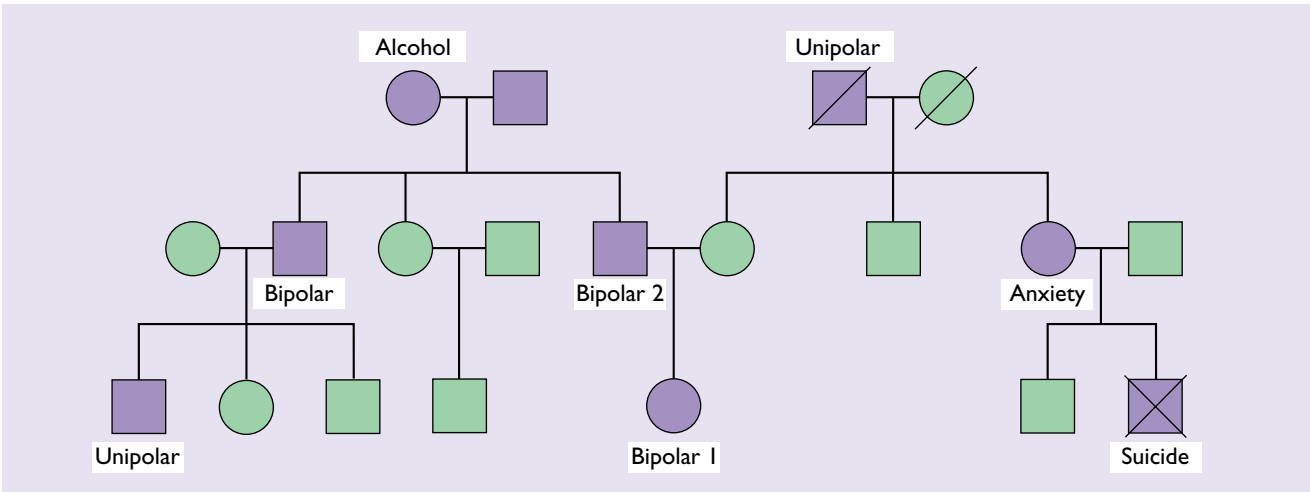 Alcohol
Unipolar
Bipolar
Bipolar 2
Anxiety
Unipolar
Bipolar 1
Suicide